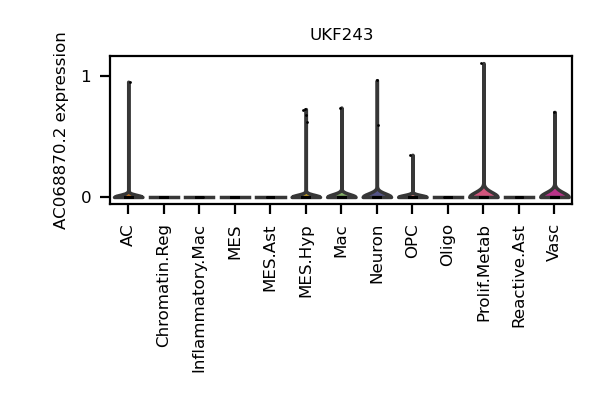 UKF243
AC068870.2 expression
1
0
AC
Chromatin.Reg
Inflammatory.Mac
MES
MES.Ast
MES.Hyp
Mac
Neuron
OPC
Oligo
Prolif.Metab
Reactive.Ast
Vasc